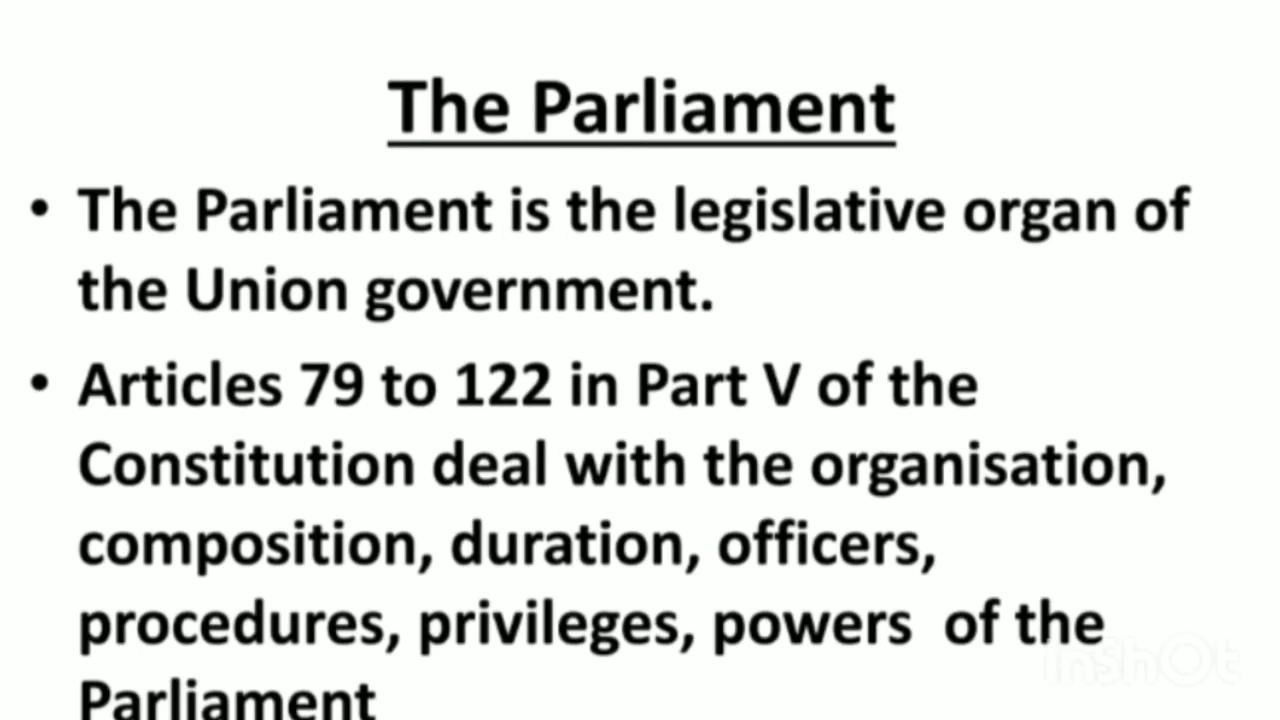 The Parliament
• The Parliament is the legislative organ of
the Union government.
• Articles 79 to 122 in Part V of the
Constitution deal with the organisation,
composition, duration, officers,
procedures, privileges, powers of the
Parliament
InShOt